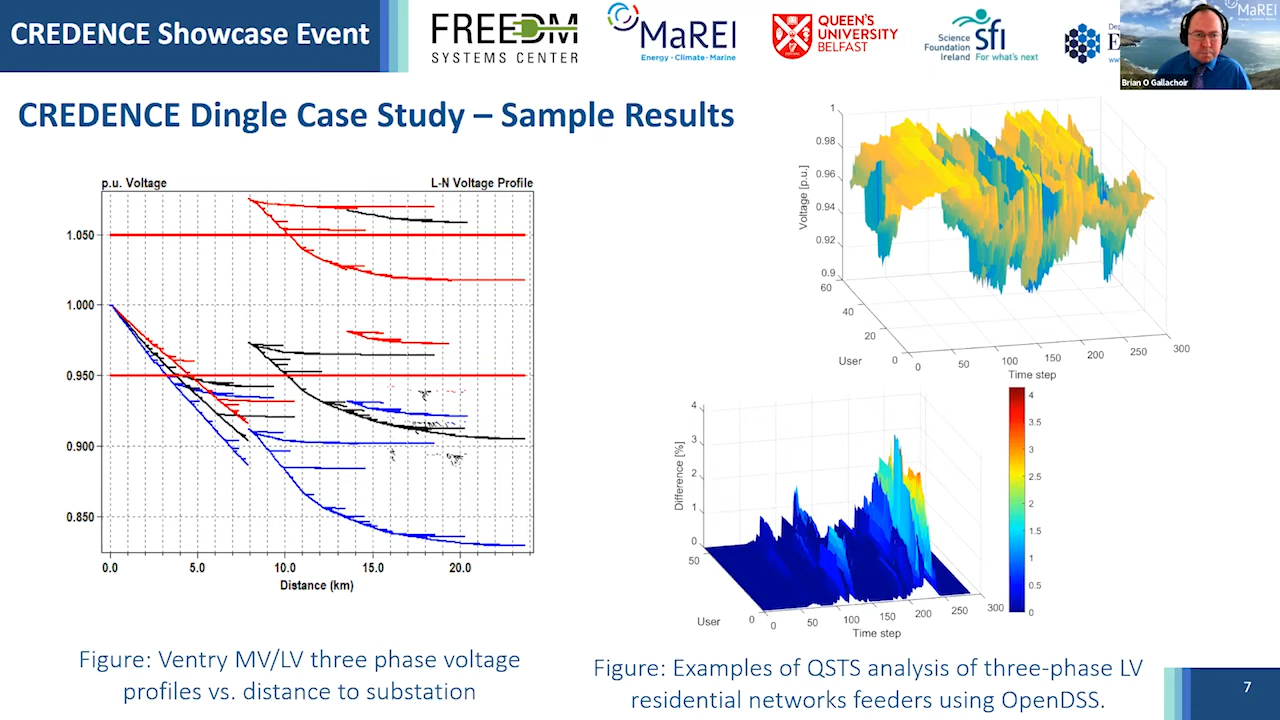 CREDENCE Showcase Event
FREEDM
SYSTEMS CENTER
MaREI
Energy · Climate · Marine
QUEEN'S
UNIVERSITY
BELFAST
Science
Foundation
Ireland
sfi
For what's next
MaREI
Brian O Gallachoir
CREDENCE Dingle Case Study – Sample Results
p.u. Voltage
L-N Voltage Profile
1.050
1.000
0.950
0.900
0.850
0.0
5.0
10.0
15.0
20.0
Distance (km)
Figure: Ventry MV/LV three phase voltage
profiles vs. distance to substation
1
0.98
0.96
0.94
0.92
0.9
Voltage [p.u.]
60
40
20
0
User
0
50
100
150
200
250
300
Time step
4
3
2
1
0
Difference [%]
50
0
User
0
50
100
150
200
250
300
Time step
4
3.5
3
2.5
2
1.5
1
0.5
0
Figure: Examples of QSTS analysis of three-phase LV
residential networks feeders using OpenDSS.
7